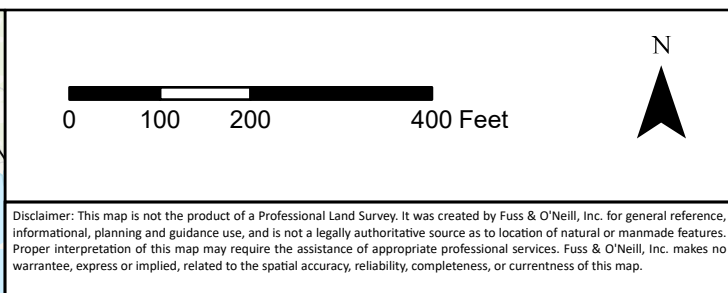 N
0 100 200 400 Feet
Disclaimer: This map is not the product of a Professional Land Survey. It was created by Fuss & O'Neill, Inc. for general reference,
informational, planning and guidance use, and is not a legally authoritative source as to location of natural or manmade features.
Proper interpretation of this map may require the assistance of appropriate professional services. Fuss & O'Neill, Inc. makes no
warrantee, express or implied, related to the spatial accuracy, reliability, completeness, or currentness of this map.